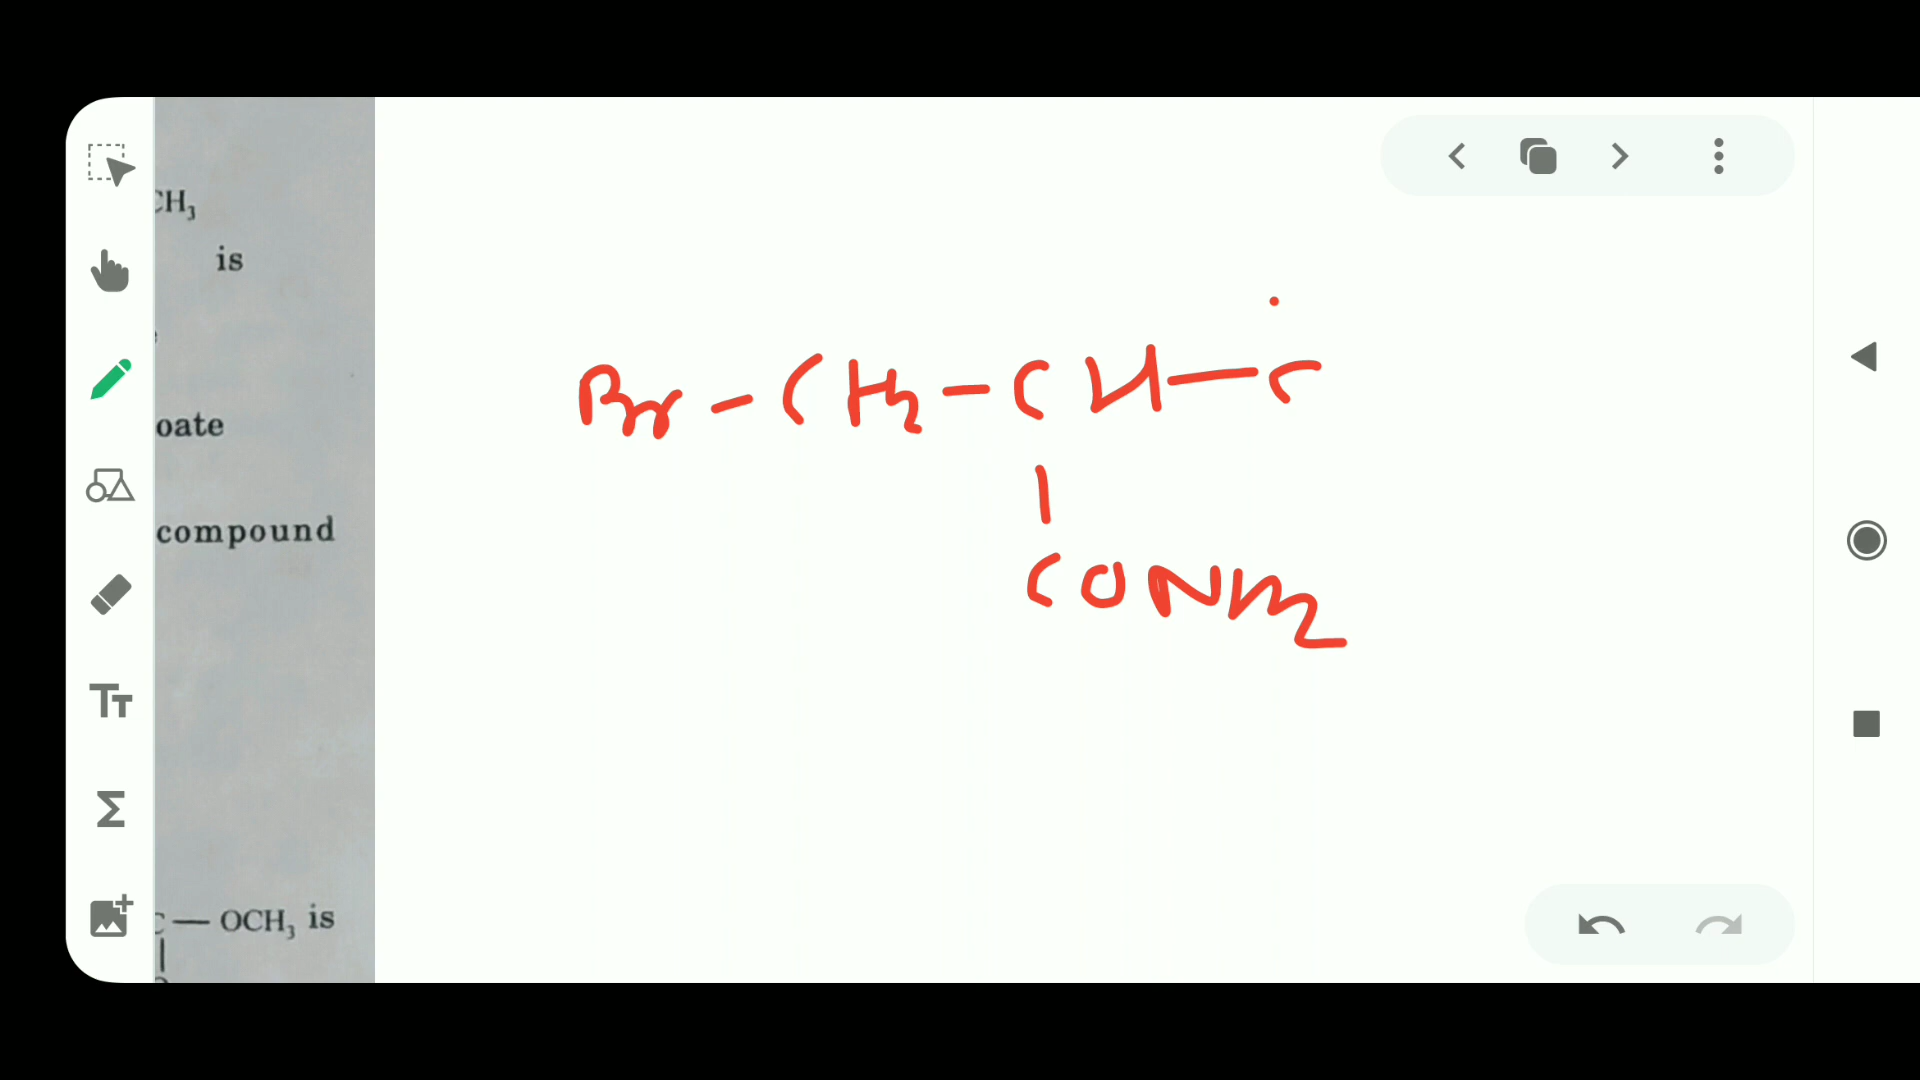 CH₃
is
oate
compound
C — OCH₃ is
Br - CH₂ - CH - C
CONH₂